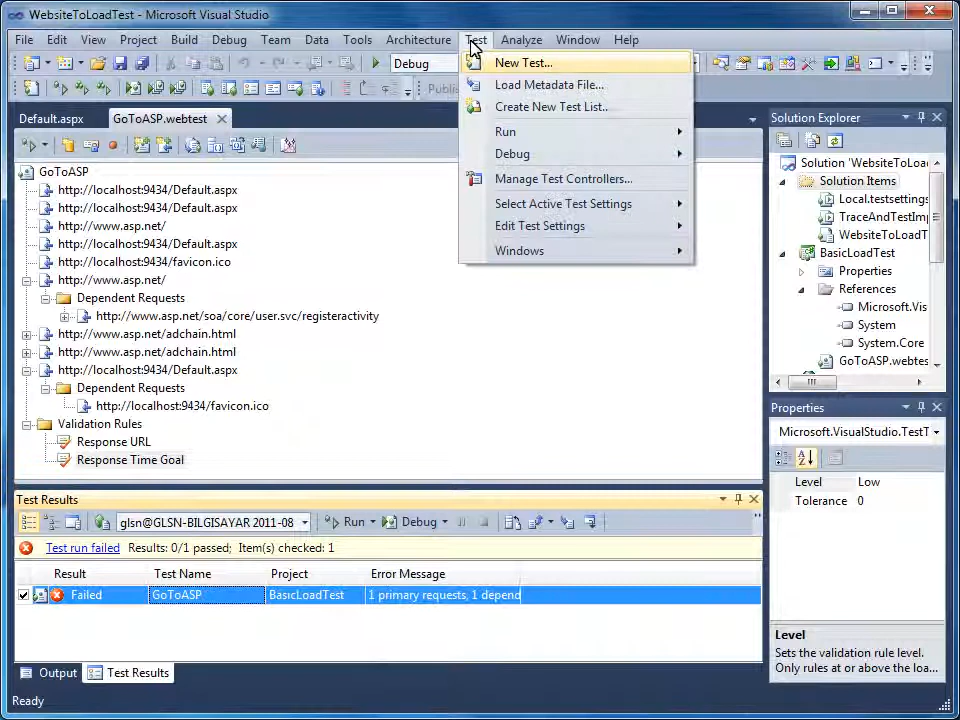 WebsiteToLoadTest - Microsoft Visual Studio
File Edit View Project Build Debug Team Data Tools Architecture Test Analyze Window Help
Debug
Default.aspx GoToASP.webtest
GoToASP
http://localhost:9434/Default.aspx
http://localhost:9434/Default.aspx
http://www.asp.net/
http://localhost:9434/Default.aspx
http://localhost:9434/favicon.ico
http://www.asp.net/
Dependent Requests
http://www.asp.net/soa/core/user.svc/registeractivity
http://www.asp.net/adchain.html
http://www.asp.net/adchain.html
http://localhost:9434/Default.aspx
Dependent Requests
http://localhost:9434/favicon.ico
Validation Rules
Response URL
Response Time Goal
New Test...
Load Metadata File...
Create New Test List..
Run
Debug
Manage Test Controllers...
Select Active Test Settings
Edit Test Settings
Windows
Solution Explorer
Solution 'WebsiteToLoa
Solution Items
Local.testsettings
TraceAndTestImp
WebsiteToLoadT
BasicLoadTest
Properties
References
Microsoft.Vis
System
System.Core
GoToASP.webtes
Properties
Microsoft.VisualStudio.TestT
Level Low
Tolerance 0
Level
Sets the validation rule level.
Only rules at or above the loa...
Test Results
glsn@GLSN-BILGISAYAR 2011-08 Run Debug
Test run failed Results: 0/1 passed; Item(s) checked: 1
Result Test Name Project Error Message
Failed GoToASP BasicLoadTest 1 primary requests, 1 depend
Output Test Results
Ready